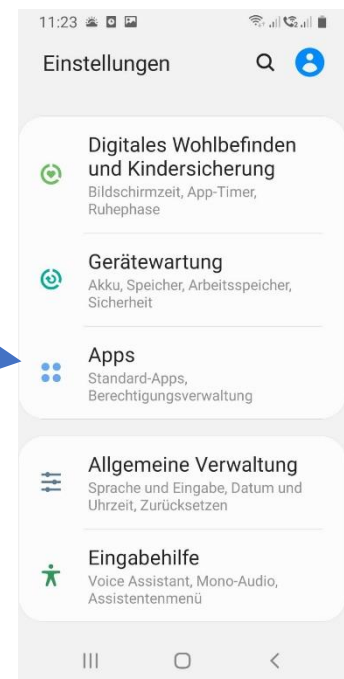 11:23
Einstellungen
Digitales Wohlbefinden
und Kindersicherung
Bildschirmzeit, App-Timer,
Ruhephase
Gerätewartung
Akku, Speicher, Arbeitsspeicher,
Sicherheit
Apps
Standard-Apps,
Berechtigungsverwaltung
Allgemeine Verwaltung
Sprache und Eingabe, Datum und
Uhrzeit, Zurücksetzen
Eingabehilfe
Voice Assistant, Mono-Audio,
Assistentenmenü